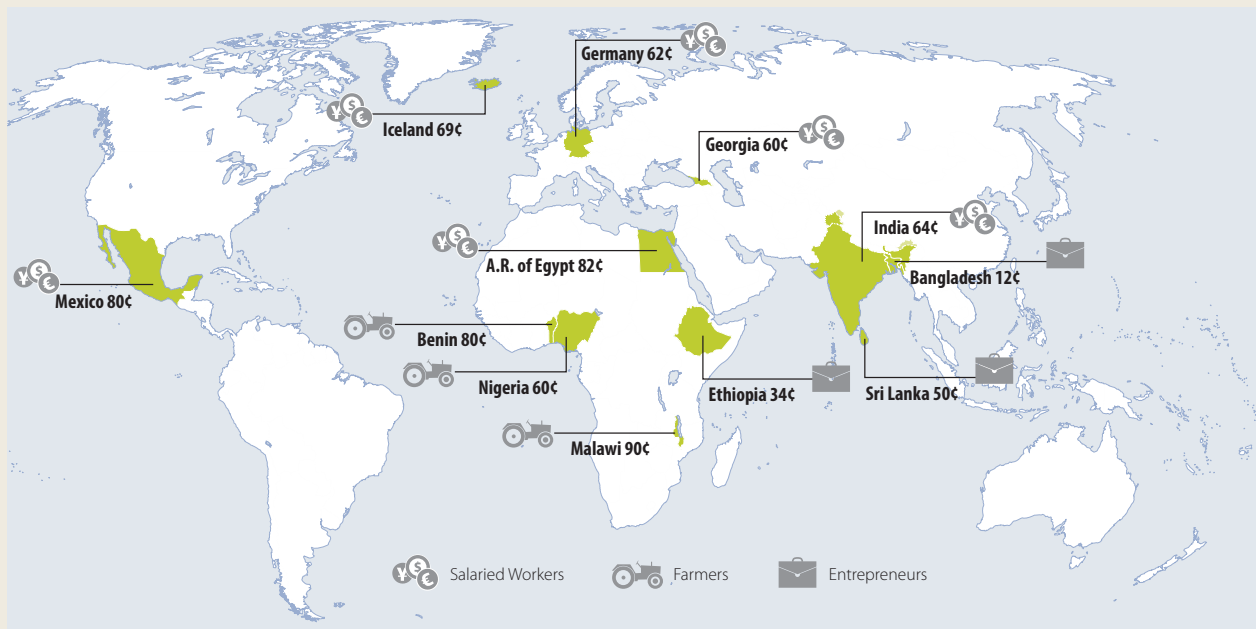 Germany 62¢
Iceland 69¢
Georgia 60¢
India 64¢
A.R. of Egypt 82¢
Bangladesh 12¢
Mexico 80¢
Benin 80¢
Nigeria 60¢
Ethiopia 34¢
Sri Lanka 50¢
Malawi 90¢
¥ $ € Salaried Workers
Farmers
Entrepreneurs